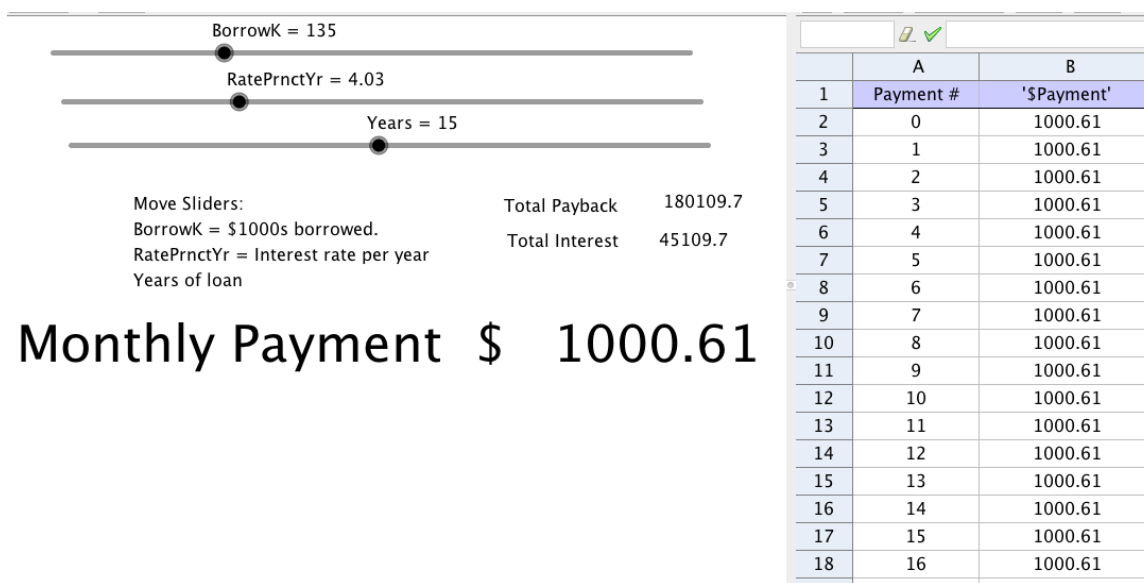 BorrowK = 135
RatePrnctYr = 4.03
Years = 15
Move Sliders:
BorrowK = $1000s borrowed.
RatePrnctYr = Interest rate per year
Years of loan
Total Payback 180109.7
Total Interest 45109.7
Monthly Payment $ 1000.61
A B
1 Payment # '$Payment'
2 0 1000.61
3 1 1000.61
4 2 1000.61
5 3 1000.61
6 4 1000.61
7 5 1000.61
8 6 1000.61
9 7 1000.61
10 8 1000.61
11 9 1000.61
12 10 1000.61
13 11 1000.61
14 12 1000.61
15 13 1000.61
16 14 1000.61
17 15 1000.61
18 16 1000.61